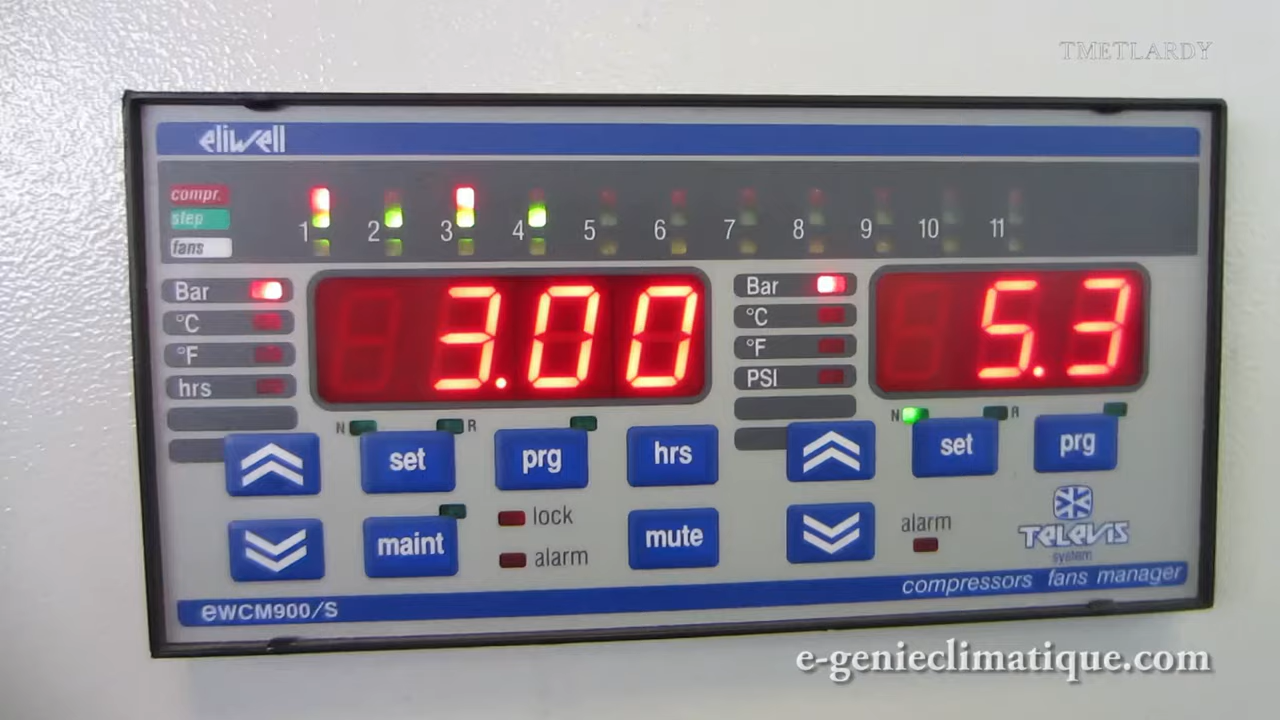 TMETLARDY
eliwell
compr.
step
fans
1 2 3 4 5 6 7 8 9 10 11
Bar
°C
°F
hrs
3.00
Bar
°C
°F
PSI
5.3
N R
set prg hrs
N R
set prg
maint
lock
alarm
mute
alarm
TELEVIS
system
compressors fans manager
eWCM900/S
e-genieclimatique.com